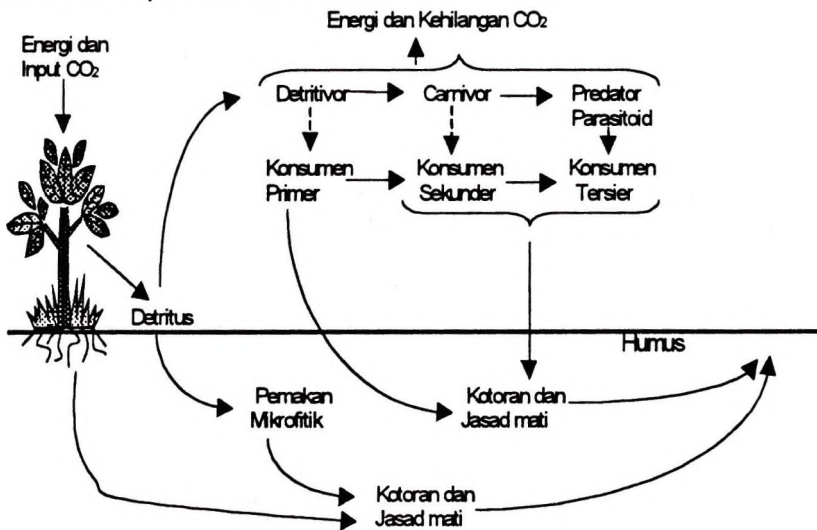 Energi dan Kehilangan CO₂
Energi dan
Input CO₂
Detritivor
Carnivor
Predator
Parasitoid
Konsumen
Primer
Konsumen
Sekunder
Konsumen
Tersier
Detritus
Humus
Pemakan
Mikrofitik
Kotoran dan
Jasad mati
Kotoran dan
Jasad mati